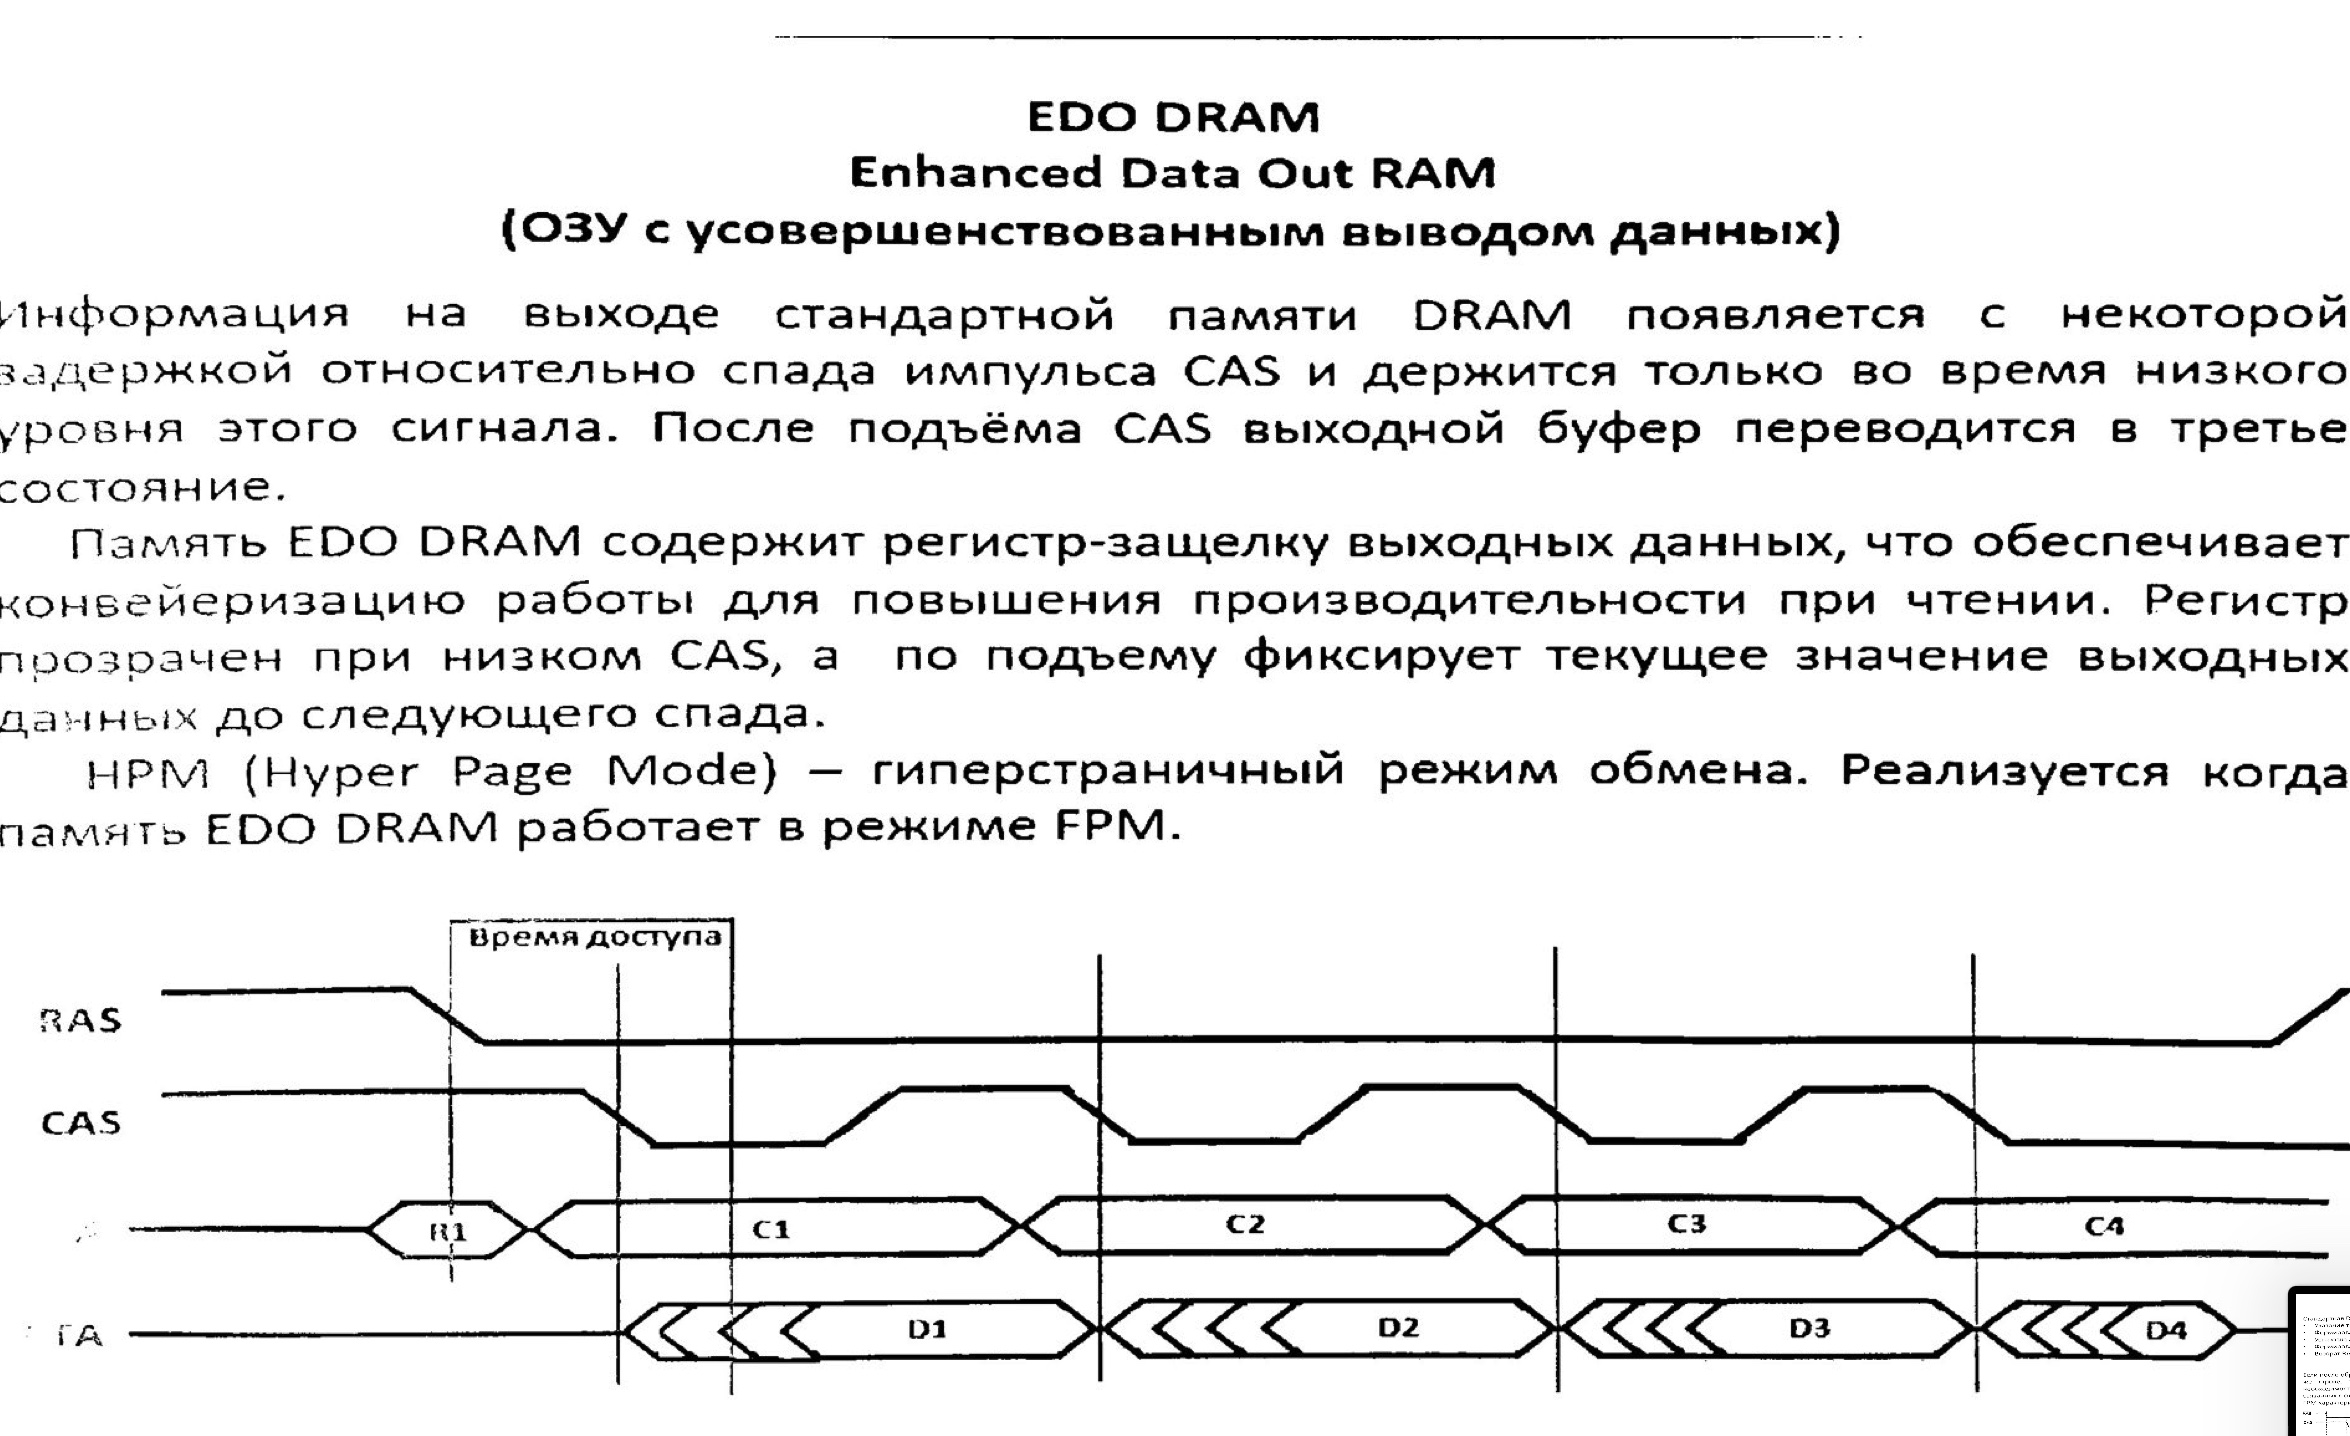 EDO DRAM
Enhanced Data Out RAM
(ОЗУ с усовершенствованным выводом данных)
Информация на выходе стандартной памяти DRAM появляется с некоторой
задержкой относительно спада импульса CAS и держится только во время низкого
уровня этого сигнала. После подъёма CAS выходной буфер переводится в третье
состояние.
Память EDO DRAM содержит регистр-защелку выходных данных, что обеспечивает
конвейеризацию работы для повышения производительности при чтении. Регистр
прозрачен при низком CAS, а по подъему фиксирует текущее значение выходных
данных до следующего спада.
HPM (Hyper Page Mode) – гиперстраничный режим обмена. Реализуется когда
память EDO DRAM работает в режиме FPM.
Время доступа
RAS
CAS
R1 C1 C2 C3 C4
D1 D2 D3 D4